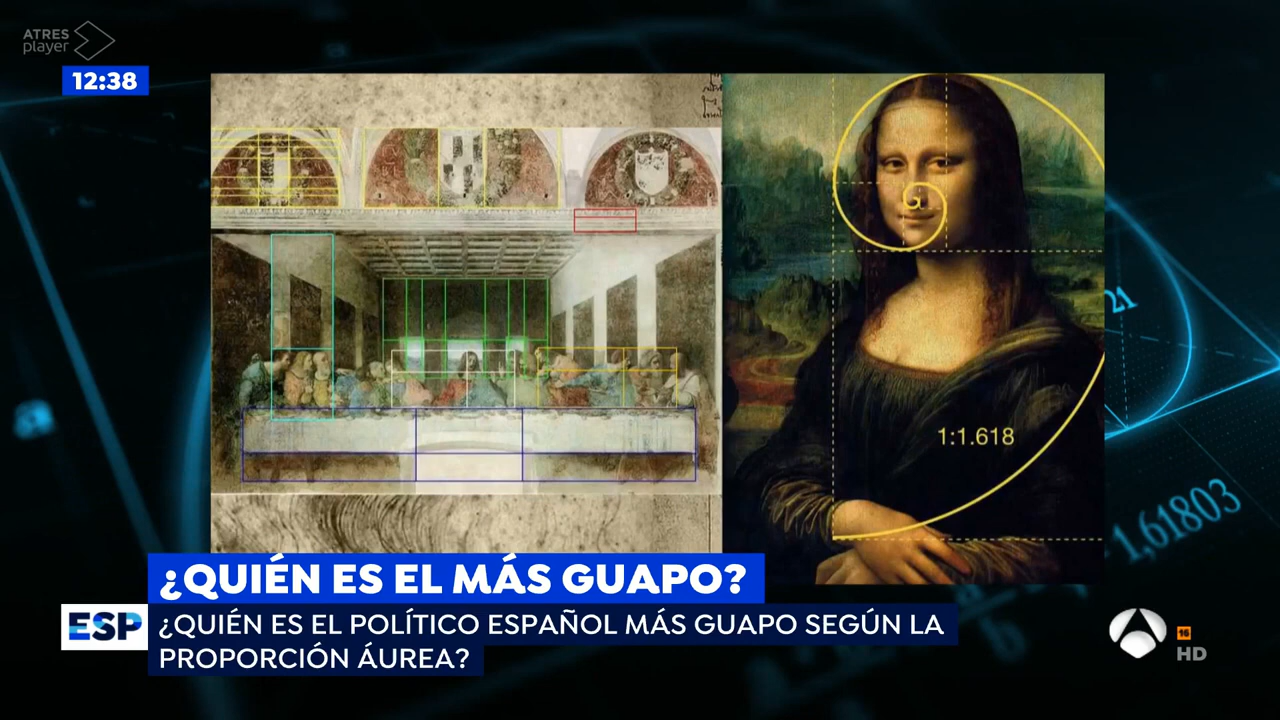 ATRES
player
12:38
21
1:1.618
1,61803
¿QUIÉN ES EL MÁS GUAPO?
ESP
¿QUIÉN ES EL POLÍTICO ESPAÑOL MÁS GUAPO SEGÚN LA
PROPORCIÓN ÁUREA?
16
HD